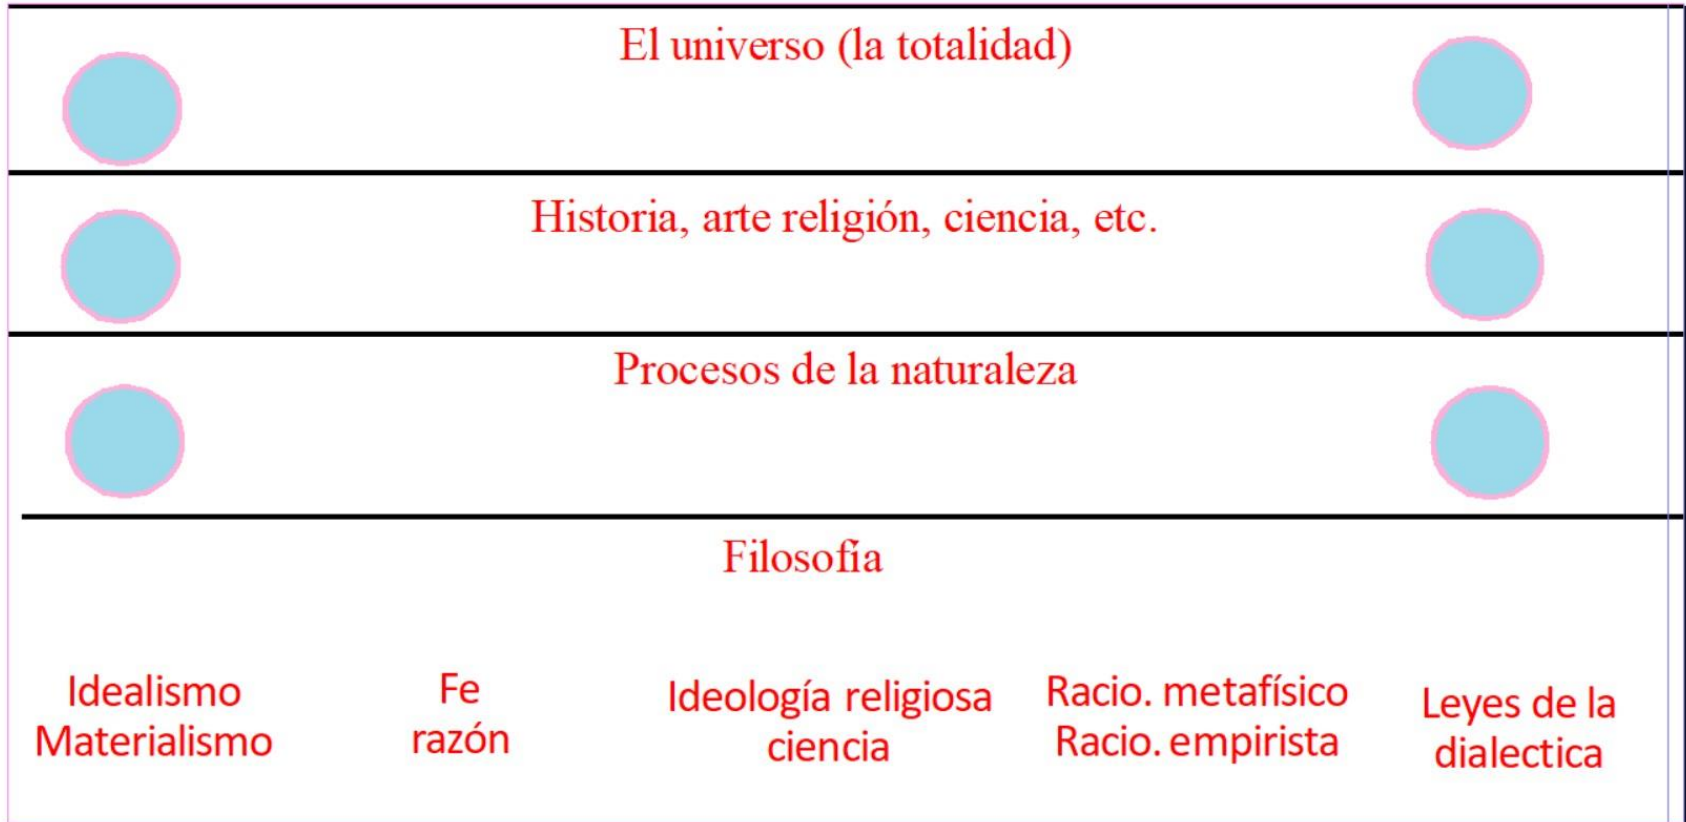 El universo (la totalidad)
Historia, arte religión, ciencia, etc.
Procesos de la naturaleza
Filosofía
Idealismo
Materialismo
Fe
razón
Ideología religiosa
ciencia
Racio. metafísico
Racio. empirista
Leyes de la
dialectica